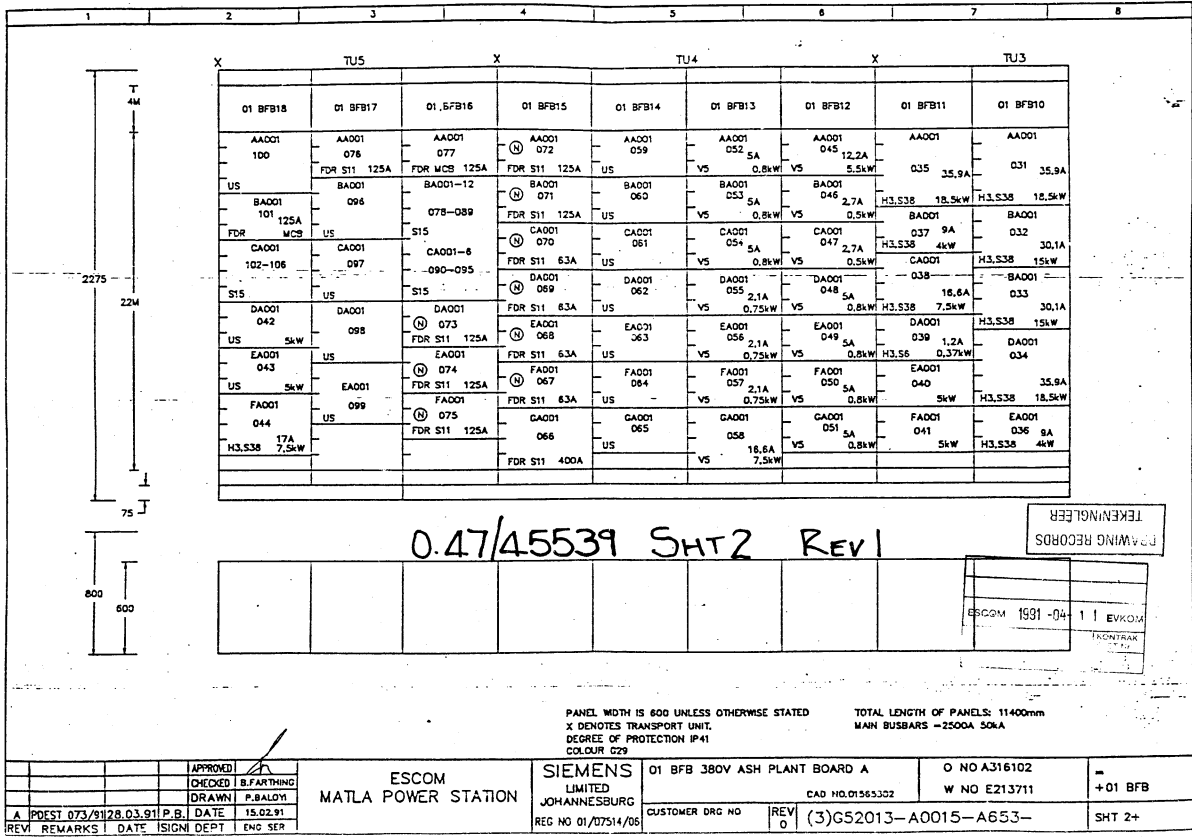 1 2 3 4 5 6 7 8
X TU5 X TU4 X TU3
4M
01 BFB18 01 BFB17 01 BFB16 01 BFB15 01 BFB14 01 BFB13 01 BFB12 01 BFB11 01 BFB10
AA001
100
US
BA001
101
125A
FDR MCB
CA001
102-106
S15
DA001
042
US 5kW
EA001
043
US 5kW
FA001
044
17A
H3,S38 7,5kW
AA001
076
FDR S11 125A
BA001
096
US
CA001
097
US
DA001
098
US
EA001
099
US
AA001
077
FDR MCB 125A
BA001-12
078-089
S15
CA001-6
090-095
S15
DA001
N 073
FDR S11 125A
EA001
N 074
FDR S11 125A
FA001
N 075
FDR S11 125A
AA001
N 072
FDR S11 125A
BA001
N 071
FDR S11 125A
CA001
N 070
FDR S11 63A
DA001
N 069
FDR S11 63A
EA001
N 068
FDR S11 63A
FA001
N 067
FDR S11 63A
GA001
066
FDR S11 400A
AA001
059
US
BA001
060
US
CA001
061
US
DA001
062
US
EA001
063
US
FA001
064
US
GA001
065
US
AA001
052
5A
V5 0.8kW
BA001
053
5A
V5 0,8kW
CA001
054
5A
V5 0,8kW
DA001
055
2,1A
V5 0,75kW
EA001
056
2,1A
V5 0,75kW
FA001
057
2,1A
V5 0,75kW
GA001
058
16,6A
V5 7,5kW
AA001
045
12,2A
V5 5.5kW
BA001
046
2,7A
V5 0,5kW
CA001
047
2,7A
V5 0.5kW
DA001
048
5A
V5 0,8kW
EA001
049
5A
V5 0.8kW
FA001
050
5A
V5 0,8kW
GA001
051
5A
V5 0,8kW
AA001
035
35,9A
H3,S38 18.5kW
BA001
037 9A
H3,S38 4kW
CA001
038
16,6A
H3,S38 7,5kW
DA001
039
1,2A
H3,S6 0,37kW
EA001
040
5kW
FA001
041
5kW
AA001
031
35,9A
H3,S38 18,5kW
BA001
032
30,1A
H3,S38 15kW
BA001
033
30,1A
H3,S38 15kW
DA001
034
35.9A
H3,S38 18,5kW
EA001
036 9A
H3,S38 4kW
2275
22M
75
0.47/45539 SHT 2 REV 1
TEKENINGLEER
DRAWING RECORDS
800
600
ESCOM 1991 -04- 1 1 EVKOM
KONTRAK
PANEL WIDTH IS 600 UNLESS OTHERWISE STATED
X DENOTES TRANSPORT UNIT.
DEGREE OF PROTECTION IP41
COLOUR G29
TOTAL LENGTH OF PANELS: 11400mm
MAIN BUSBARS -2500A 50kA
APPROVED
CHECKED B.FARTHING
DRAWN P.BALOYI
A PDEST 073/91 28.03.91 P.B. DATE 15.02.91
REV REMARKS DATE SIGN DEPT ENG SER
ESCOM
MATLA POWER STATION
SIEMENS
LIMITED
JOHANNESBURG
REG NO 01/07514/06
01 BFB 380V ASH PLANT BOARD A
CAD NO.01565302
CUSTOMER DRG NO
REV
0
(3)G52013-A0015-A653-
O NO A316102
W NO E213711
=
+01 BFB
SHT 2+